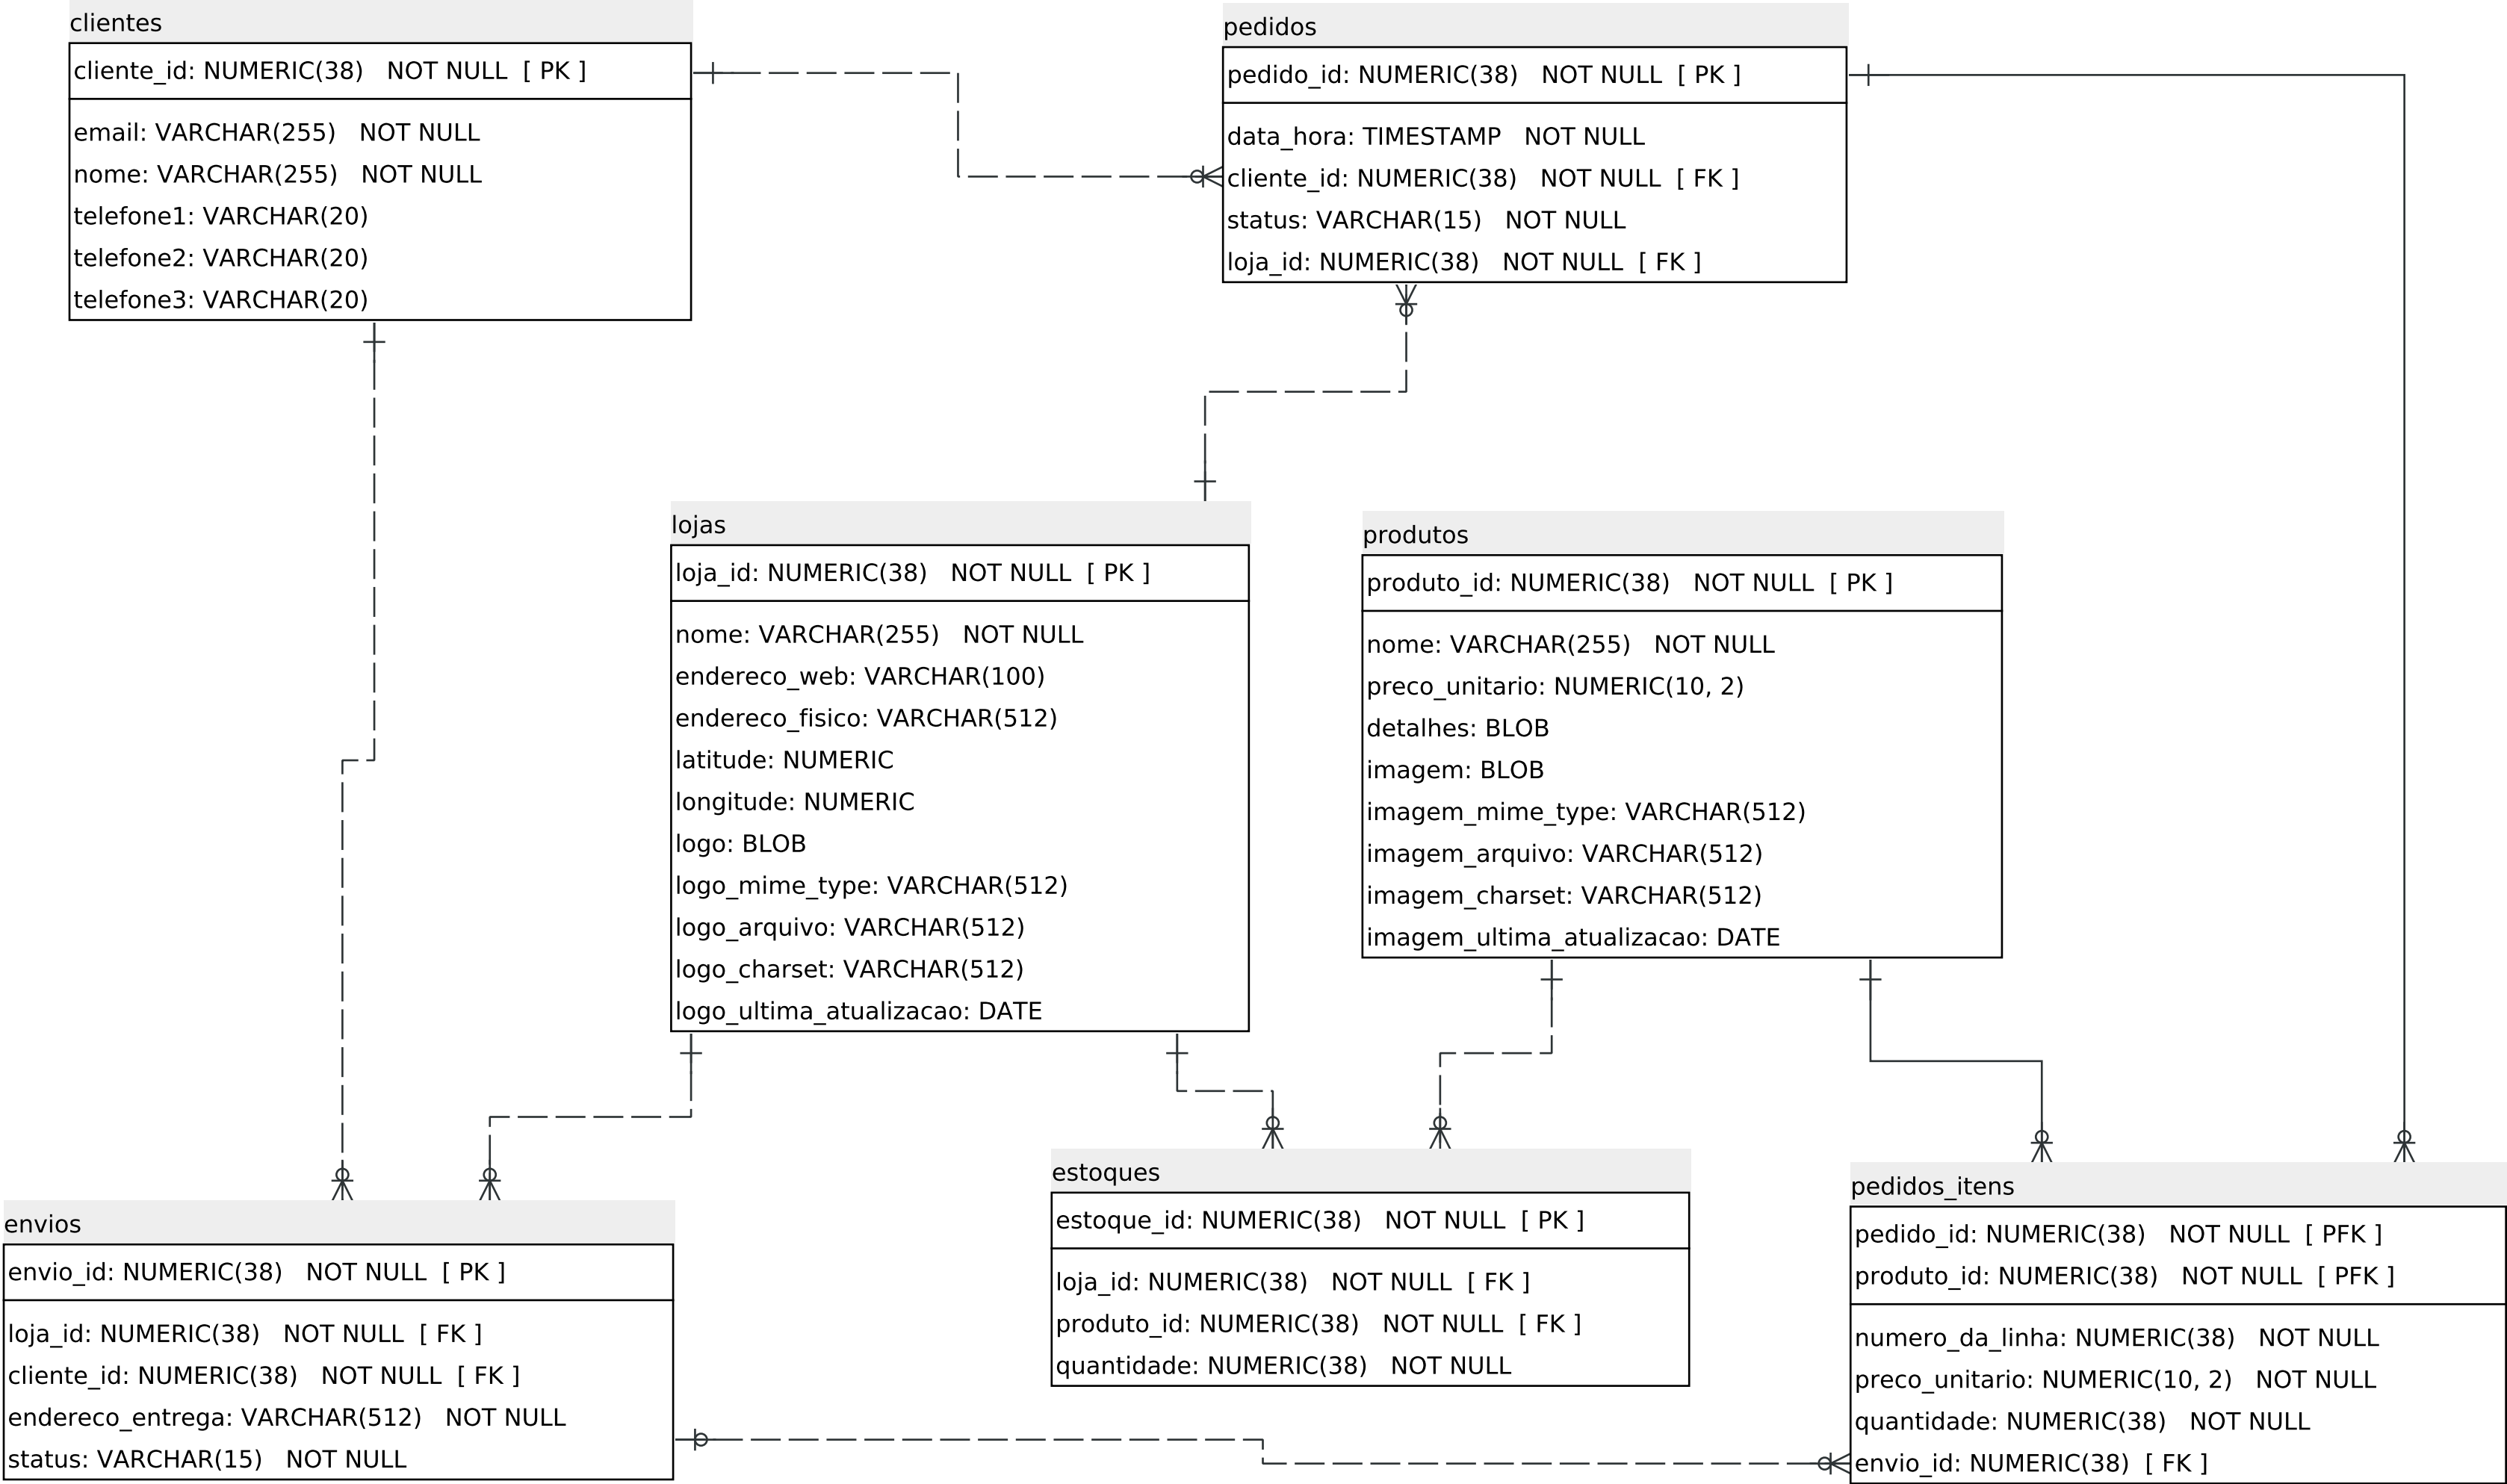 clientes
cliente_id: NUMERIC(38) NOT NULL [ PK ]
email: VARCHAR(255) NOT NULL
nome: VARCHAR(255) NOT NULL
telefone1: VARCHAR(20)
telefone2: VARCHAR(20)
telefone3: VARCHAR(20)
pedidos
pedido_id: NUMERIC(38) NOT NULL [ PK ]
data_hora: TIMESTAMP NOT NULL
cliente_id: NUMERIC(38) NOT NULL [ FK ]
status: VARCHAR(15) NOT NULL
loja_id: NUMERIC(38) NOT NULL [ FK ]
lojas
loja_id: NUMERIC(38) NOT NULL [ PK ]
nome: VARCHAR(255) NOT NULL
endereco_web: VARCHAR(100)
endereco_fisico: VARCHAR(512)
latitude: NUMERIC
longitude: NUMERIC
logo: BLOB
logo_mime_type: VARCHAR(512)
logo_arquivo: VARCHAR(512)
logo_charset: VARCHAR(512)
logo_ultima_atualizacao: DATE
produtos
produto_id: NUMERIC(38) NOT NULL [ PK ]
nome: VARCHAR(255) NOT NULL
preco_unitario: NUMERIC(10, 2)
detalhes: BLOB
imagem: BLOB
imagem_mime_type: VARCHAR(512)
imagem_arquivo: VARCHAR(512)
imagem_charset: VARCHAR(512)
imagem_ultima_atualizacao: DATE
envios
envio_id: NUMERIC(38) NOT NULL [ PK ]
loja_id: NUMERIC(38) NOT NULL [ FK ]
cliente_id: NUMERIC(38) NOT NULL [ FK ]
endereco_entrega: VARCHAR(512) NOT NULL
status: VARCHAR(15) NOT NULL
estoques
estoque_id: NUMERIC(38) NOT NULL [ PK ]
loja_id: NUMERIC(38) NOT NULL [ FK ]
produto_id: NUMERIC(38) NOT NULL [ FK ]
quantidade: NUMERIC(38) NOT NULL
pedidos_itens
pedido_id: NUMERIC(38) NOT NULL [ PFK ]
produto_id: NUMERIC(38) NOT NULL [ PFK ]
numero_da_linha: NUMERIC(38) NOT NULL
preco_unitario: NUMERIC(10, 2) NOT NULL
quantidade: NUMERIC(38) NOT NULL
envio_id: NUMERIC(38) [ FK ]